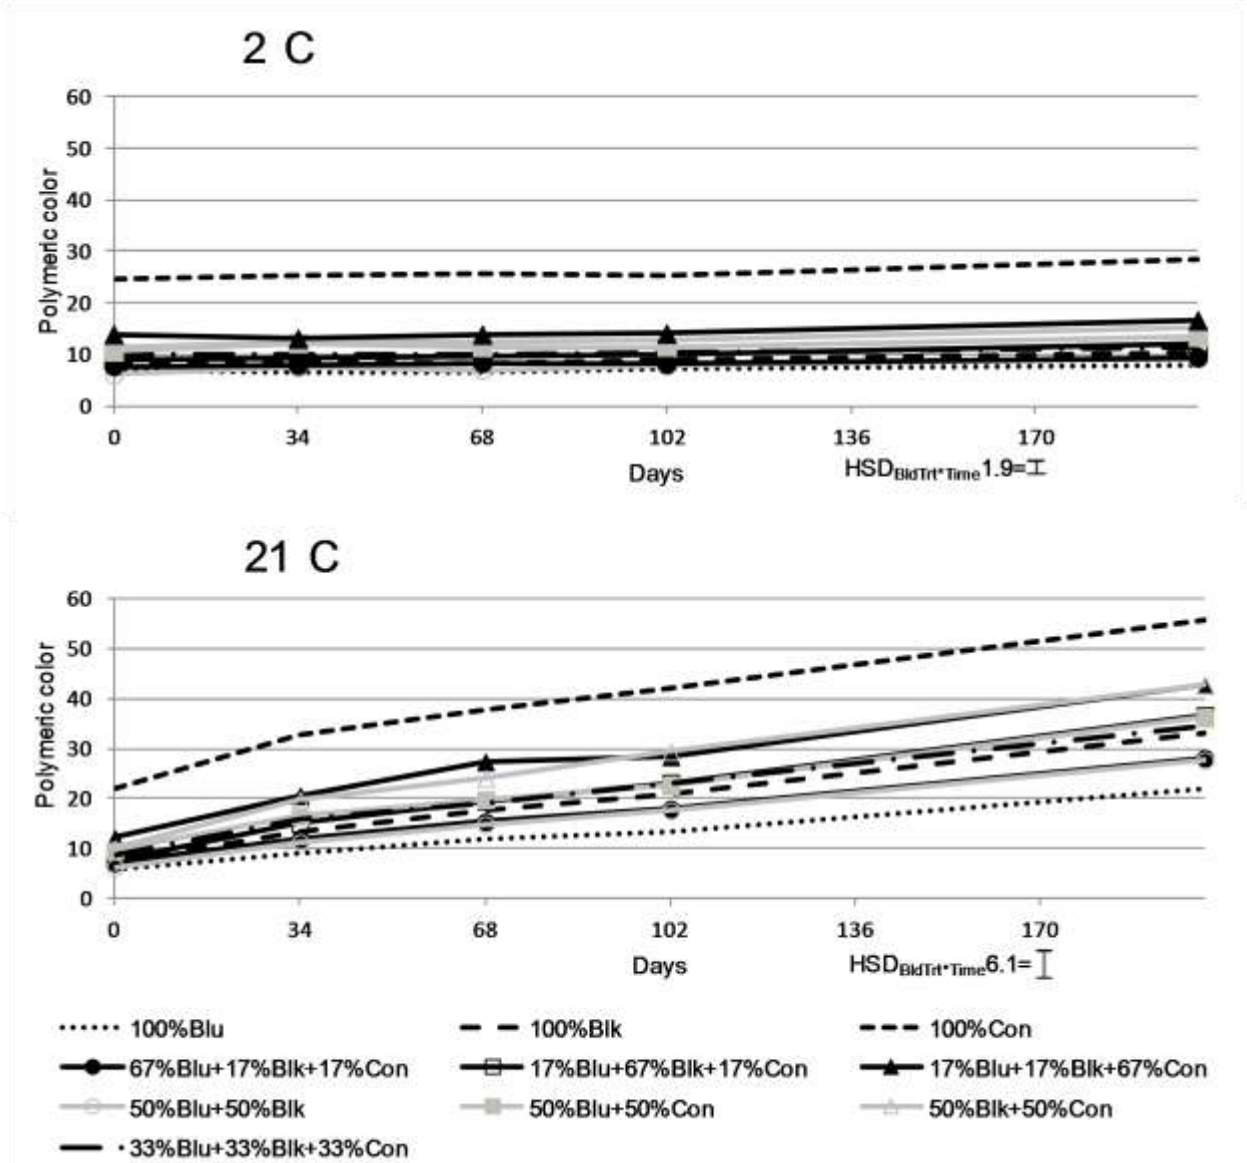 2 C
60
50
40
30
20
10
0
Polymeric color
0 34 68 102 136 170
Days
HSDBldTrt*Time1.9=
21 C
60
50
40
30
20
10
0
Polymeric color
0 34 68 102 136 170
Days
HSDBldTrt*Time6.1=
100%Blu 100%Blk 100%Con
67%Blu+17%Blk+17%Con 17%Blu+67%Blk+17%Con 17%Blu+17%Blk+67%Con
50%Blu+50%Blk 50%Blu+50%Con 50%Blk+50%Con
33%Blu+33%Blk+33%Con